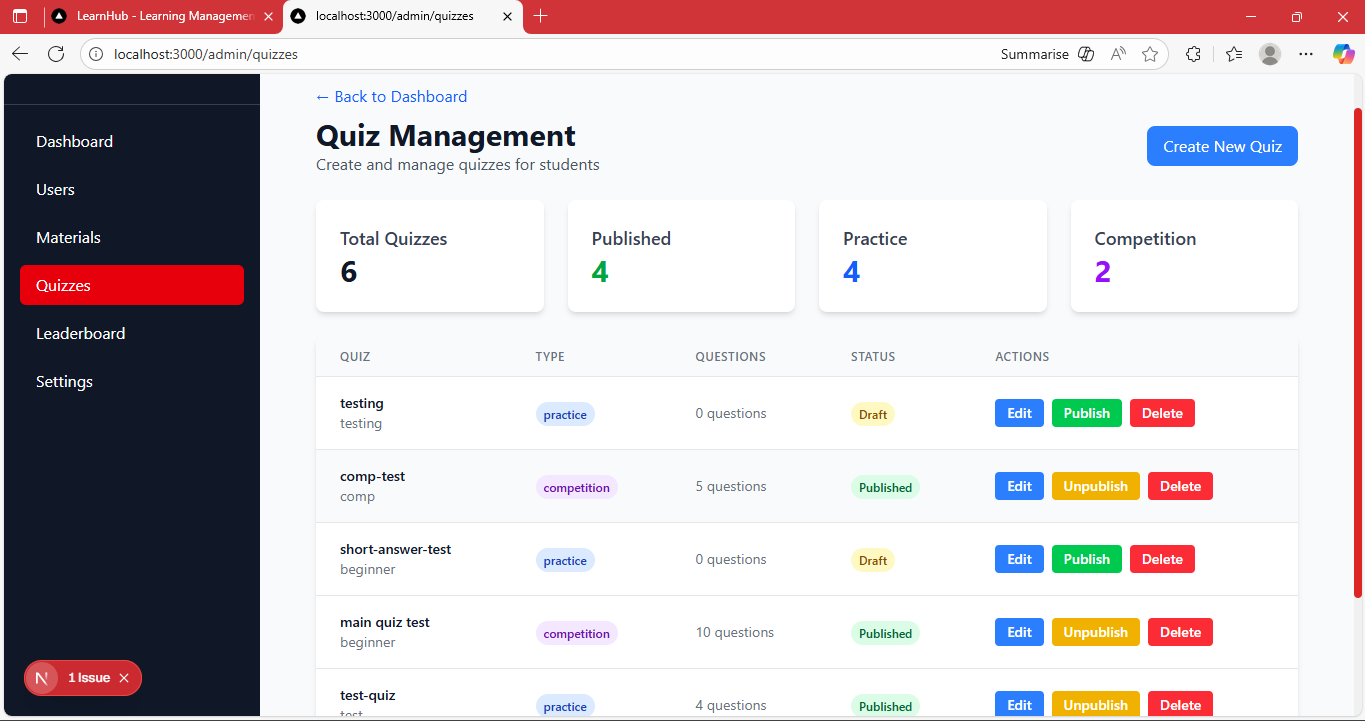 LearnHub - Learning Managemen
localhost:3000/admin/quizzes
localhost:3000/admin/quizzes
Summarise
Dashboard
Users
Materials
Quizzes
Leaderboard
Settings
N 1 Issue
← Back to Dashboard
Quiz Management
Create and manage quizzes for students
Create New Quiz
Total Quizzes
6
Published
4
Practice
4
Competition
2
QUIZ TYPE QUESTIONS STATUS ACTIONS
testing
testing
practice 0 questions Draft Edit Publish Delete
comp-test
comp
competition 5 questions Published Edit Unpublish Delete
short-answer-test
beginner
practice 0 questions Draft Edit Publish Delete
main quiz test
beginner
competition 10 questions Published Edit Unpublish Delete
test-quiz
test
practice 4 questions Published Edit Unpublish Delete